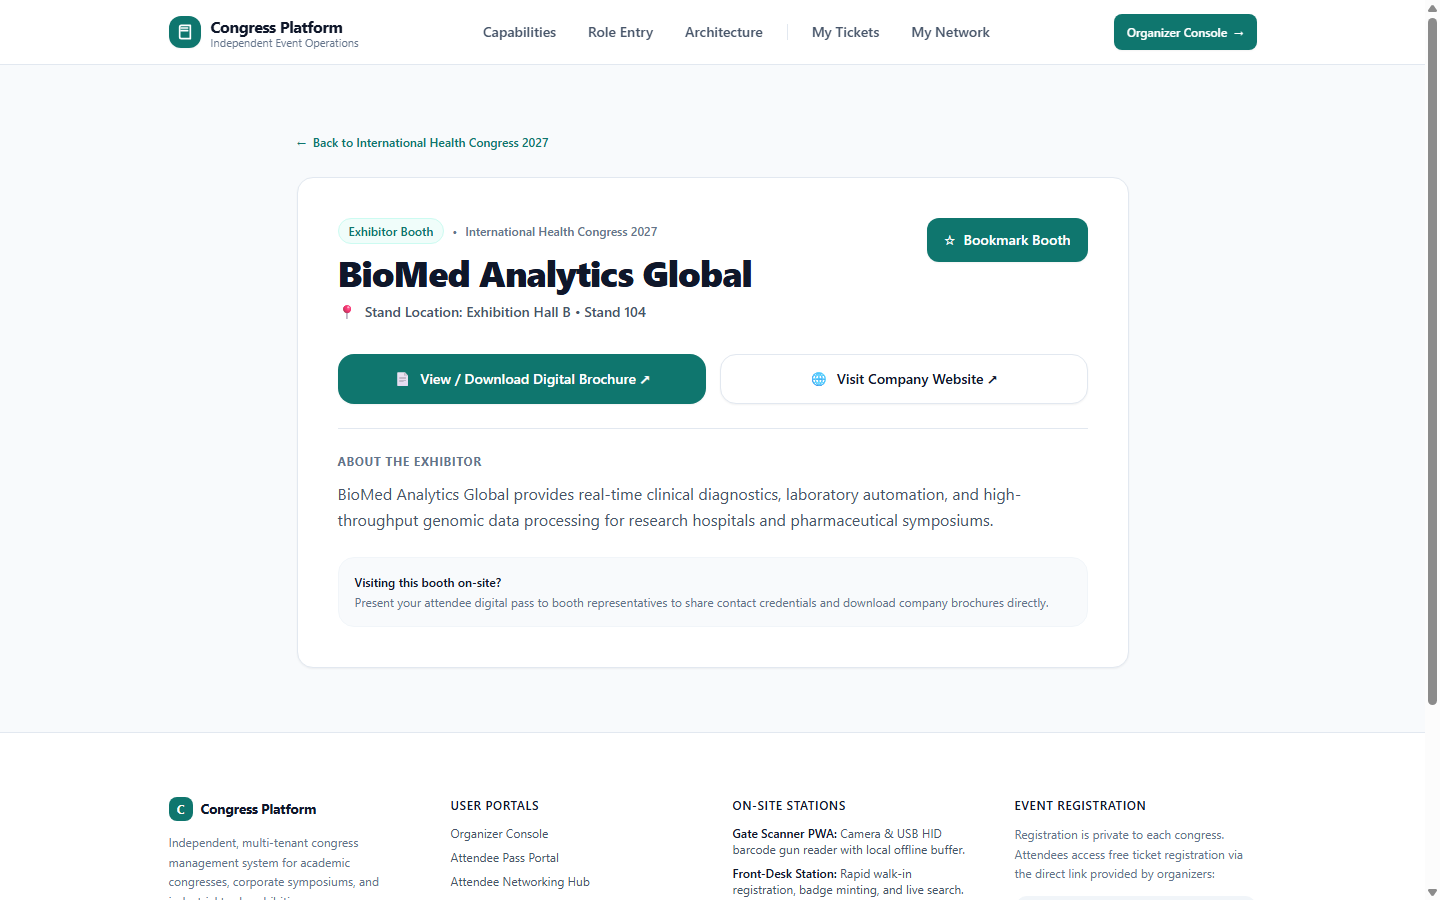 Congress Platform
Independent Event Operations
Capabilities
Role Entry
Architecture
My Tickets
My Network
Organizer Console →
← Back to International Health Congress 2027
Exhibitor Booth • International Health Congress 2027
☆ Bookmark Booth
BioMed Analytics Global
Stand Location: Exhibition Hall B • Stand 104
View / Download Digital Brochure ↗
Visit Company Website ↗
ABOUT THE EXHIBITOR
BioMed Analytics Global provides real-time clinical diagnostics, laboratory automation, and high-
throughput genomic data processing for research hospitals and pharmaceutical symposiums.
Visiting this booth on-site?
Present your attendee digital pass to booth representatives to share contact credentials and download company brochures directly.
C Congress Platform
Independent, multi-tenant congress
management system for academic
congresses, corporate symposiums, and
USER PORTALS
Organizer Console
Attendee Pass Portal
Attendee Networking Hub
ON-SITE STATIONS
Gate Scanner PWA: Camera & USB HID
barcode gun reader with local offline buffer.
Front-Desk Station: Rapid walk-in
registration, badge minting, and live search.
EVENT REGISTRATION
Registration is private to each congress.
Attendees access free ticket registration via
the direct link provided by organizers: